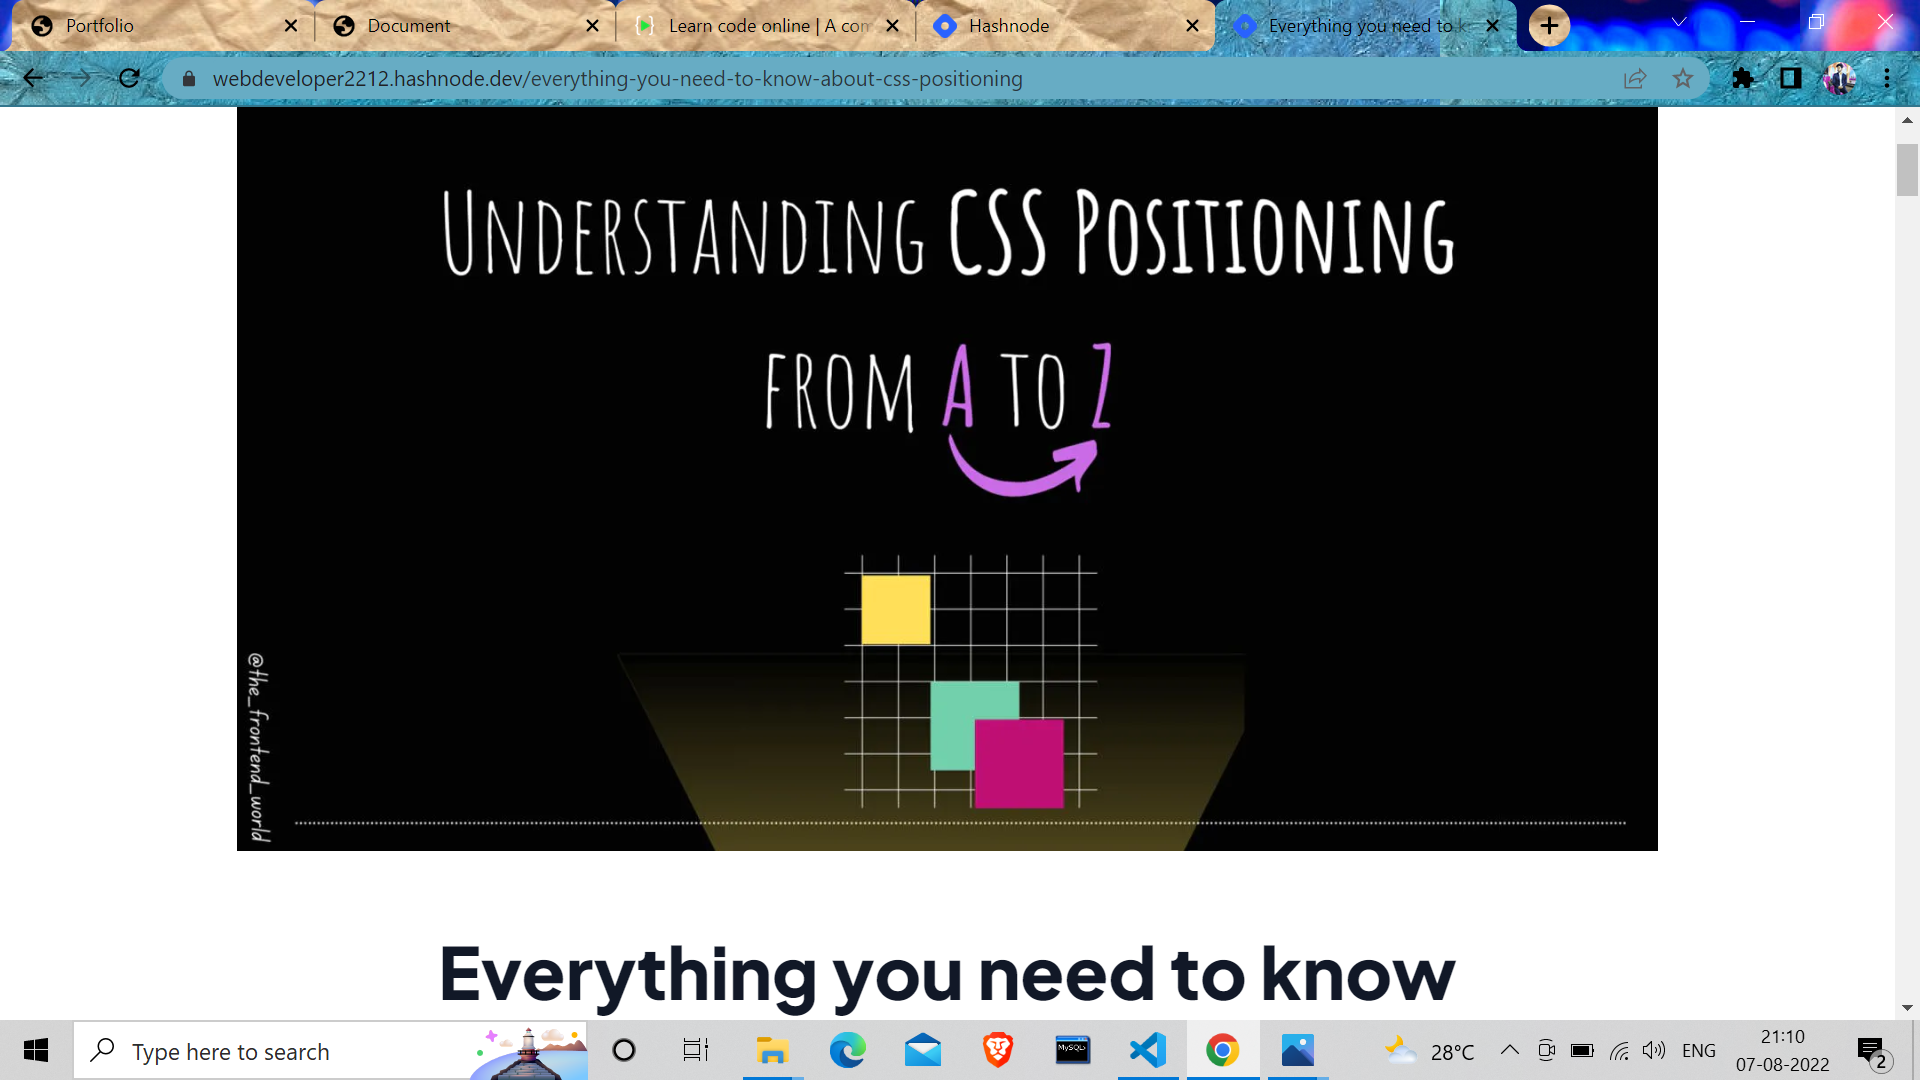 Portfolio
Document
Learn code online | A con
Hashnode
Everything you need to k
webdeveloper2212.hashnode.dev/everything-you-need-to-know-about-css-positioning
UNDERSTANDING CSS POSITIONING
FROM A TO Z
@the_frontend_world
Everything you need to know
Type here to search
MySQL
28°C
ENG
21:10
07-08-2022
2